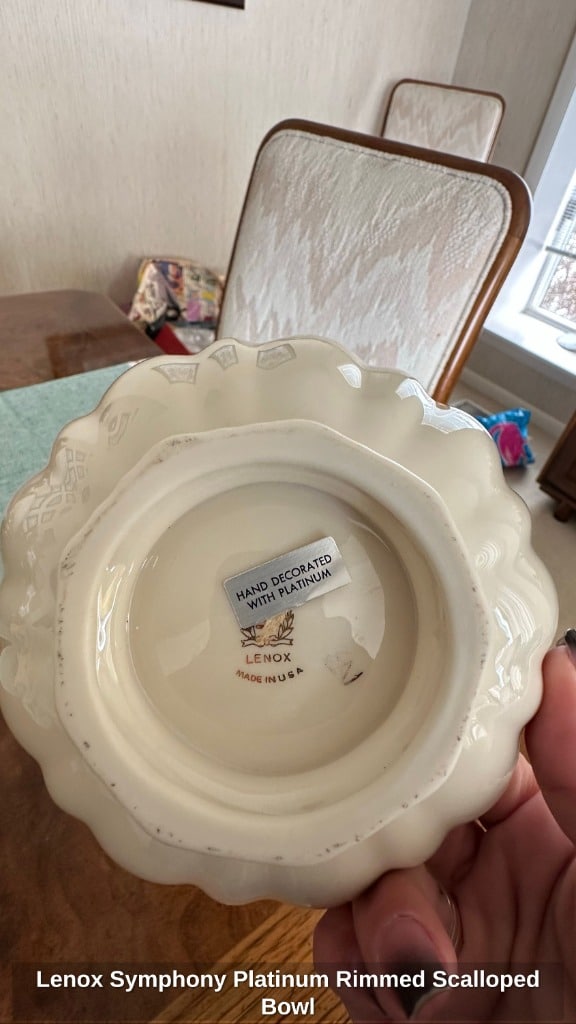 HAND DECORATED
WITH PLATINUM
LENOX
MADE IN USA
Lenox Symphony Platinum Rimmed Scalloped
Bowl